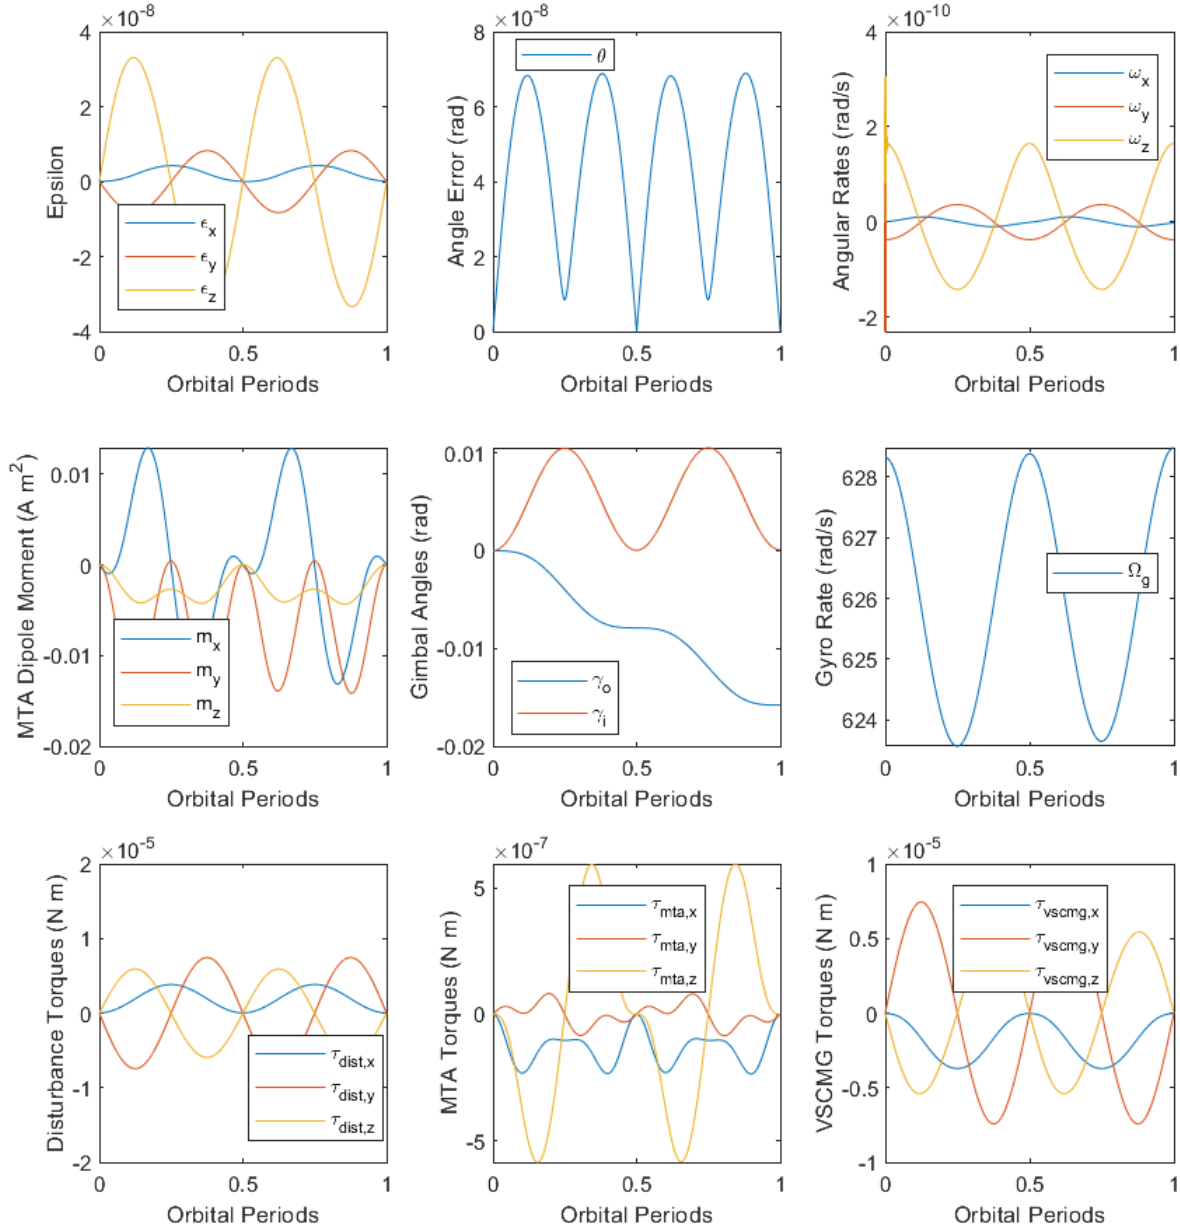 ×10⁻⁸
4
2
0
-2
-4
Epsilon
ϵx
ϵy
ϵz
0
0.5
1
Orbital Periods
×10⁻⁸
8
6
4
2
0
Angle Error (rad)
θ
0
0.5
1
Orbital Periods
×10⁻¹⁰
4
2
0
-2
Angular Rates (rad/s)
ωx
ωy
ωz
0
0.5
1
Orbital Periods
0.01
0
-0.01
-0.02
MTA Dipole Moment (A m²)
mx
my
mz
0
0.5
1
Orbital Periods
0.01
0
-0.01
-0.02
Gimbal Angles (rad)
γo
γi
0
0.5
1
Orbital Periods
628
627
626
625
624
Gyro Rate (rad/s)
Ωg
0
0.5
1
Orbital Periods
×10⁻⁵
2
1
0
-1
-2
Disturbance Torques (N m)
τdist,x
τdist,y
τdist,z
0
0.5
1
Orbital Periods
×10⁻⁷
5
0
-5
MTA Torques (N m)
τmta,x
τmta,y
τmta,z
0
0.5
1
Orbital Periods
×10⁻⁵
1
0.5
0
-0.5
-1
VSCMG Torques (N m)
τvscmg,x
τvscmg,y
τvscmg,z
0
0.5
1
Orbital Periods